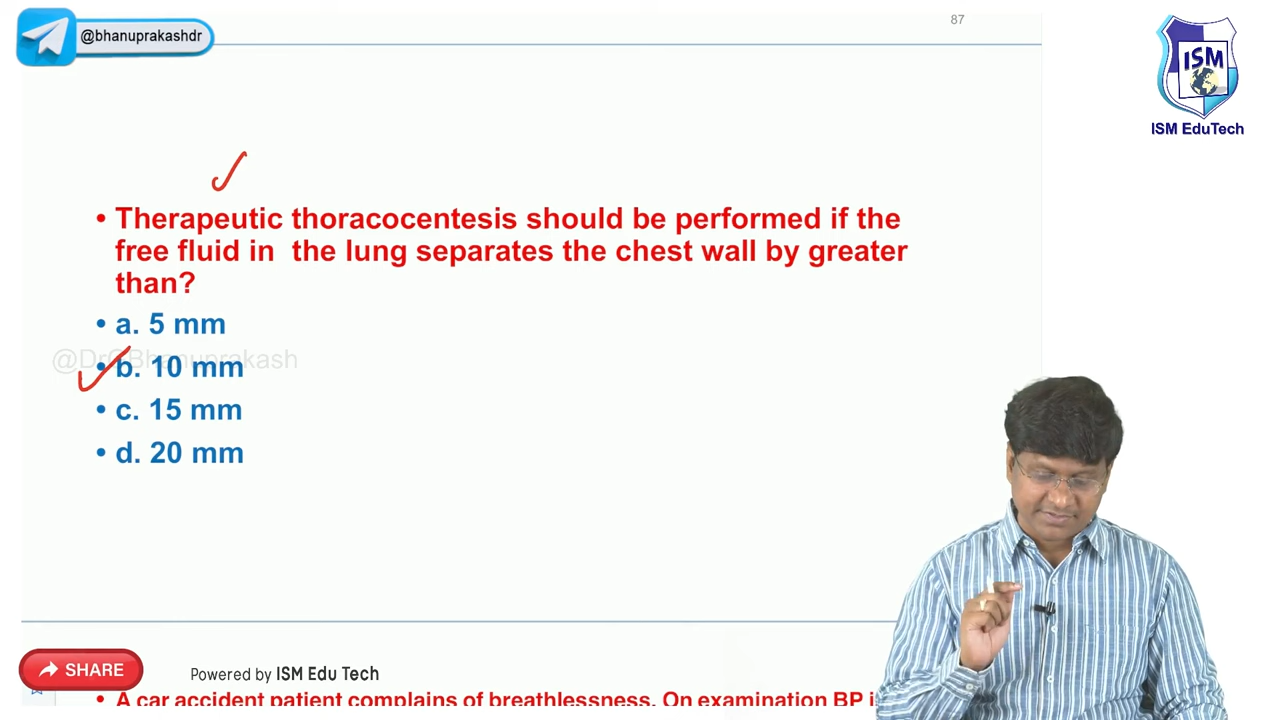 @bhanuprakashdr
87
ISM
ISM EduTech
• Therapeutic thoracocentesis should be performed if the
free fluid in the lung separates the chest wall by greater
than?
• a. 5 mm
@DrGBhanuprakash
• b. 10 mm
• c. 15 mm
• d. 20 mm
SHARE
Powered by ISM Edu Tech
• A car accident patient complains of breathlessness. On examination BP i